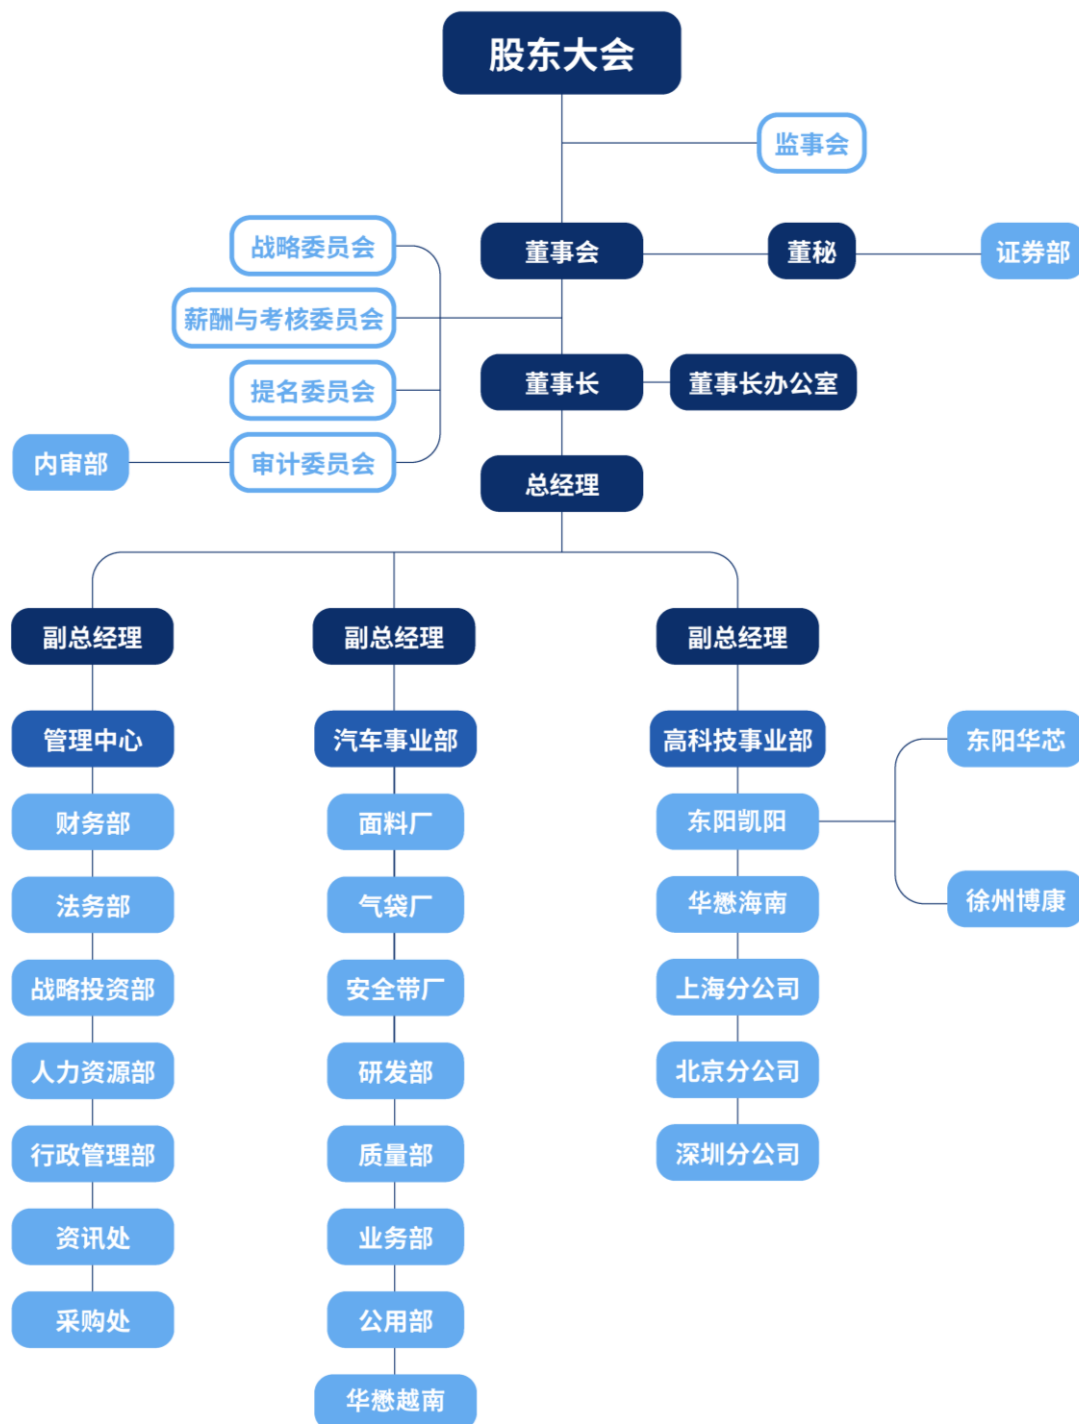 股东大会
监事会
战略委员会
董事会
董秘
证券部
薪酬与考核委员会
提名委员会
董事长
董事长办公室
内审部
审计委员会
总经理
副总经理
副总经理
副总经理
管理中心
汽车事业部
高科技事业部
东阳华芯
财务部
面料厂
东阳凯阳
法务部
气袋厂
华懋海南
徐州博康
战略投资部
安全带厂
上海分公司
人力资源部
研发部
北京分公司
行政管理部
质量部
深圳分公司
资讯处
业务部
采购处
公用部
华懋越南